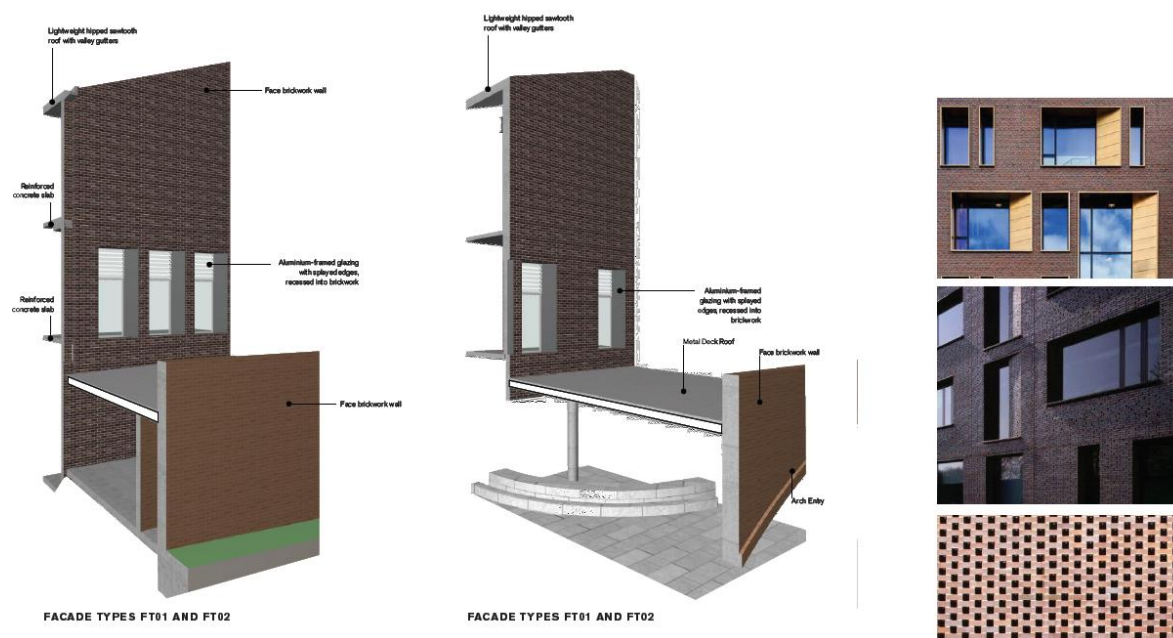 Lightweight hipped sawtooth
roof with valley gutters
Face brickwork wall
Reinforced
concrete slab
Aluminium-framed glazing
with splayed edges,
recessed into brickwork
Reinforced
concrete slab
Face brickwork wall
FACADE TYPES FT01 AND FT02
Lightweight hipped sawtooth
roof with valley gutters
Aluminium-framed
glazing with splayed
edges, recessed into
brickwork
Metal Deck Roof
Face brickwork wall
Arch Entry
FACADE TYPES FT01 AND FT02